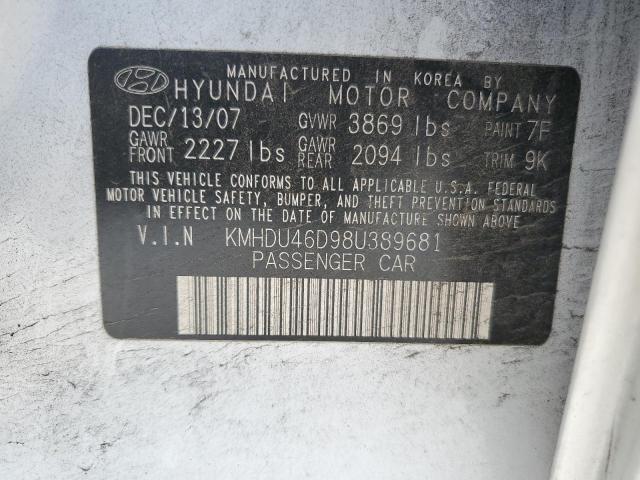 MANUFACTURED IN KOREA BY
HYUNDAI MOTOR COMPANY
DEC/13/07 GVWR 3869 lbs PAINT 7F
GAWR FRONT 2227 lbs GAWR REAR 2094 lbs TRIM 9K
THIS VEHICLE CONFORMS TO ALL APPLICABLE U.S.A. FEDERAL
MOTOR VEHICLE SAFETY, BUMPER, AND THEFT PREVENTION STANDARDS
IN EFFECT ON THE DATE OF MANUFACTURE SHOWN ABOVE
V.I.N KMHDU46D98U389681
PASSENGER CAR